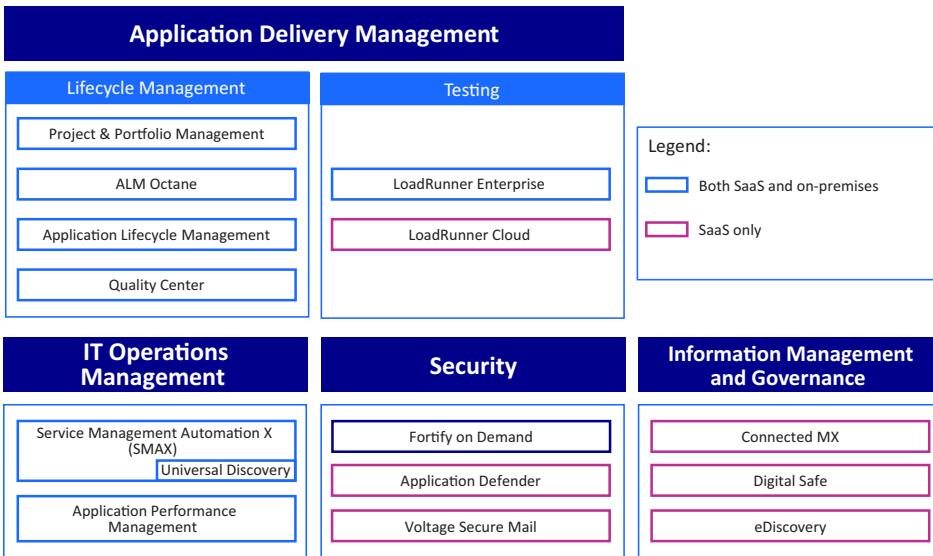 Application Delivery Management
Lifecycle Management
Project & Portfolio Management
ALM Octane
Application Lifecycle Management
Quality Center
Testing
LoadRunner Enterprise
LoadRunner Cloud
Legend:
Both SaaS and on-premises
SaaS only
IT Operations
Management
Service Management Automation X
(SMAX)
Universal Discovery
Application Performance
Management
Security
Fortify on Demand
Application Defender
Voltage Secure Mail
Information Management
and Governance
Connected MX
Digital Safe
eDiscovery